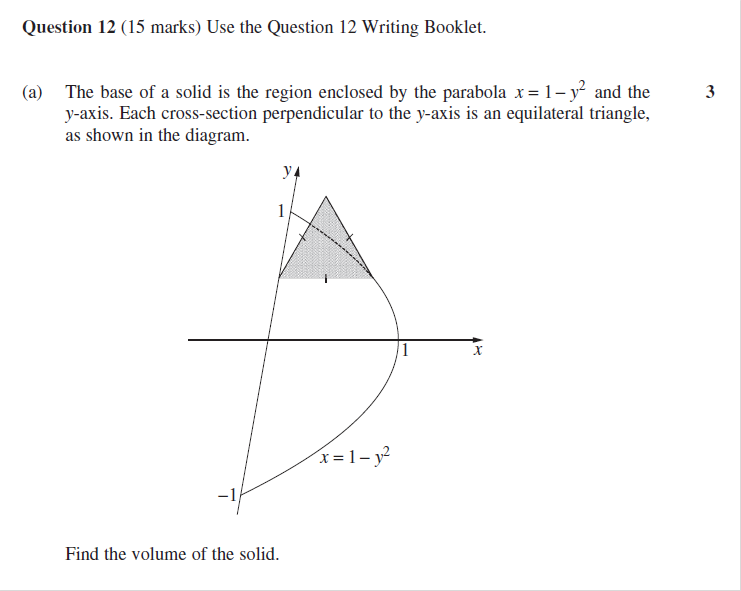 Question 12 (15 marks) Use the Question 12 Writing Booklet.
(a) The base of a solid is the region enclosed by the parabola x = 1 − y² and the 3
y-axis. Each cross-section perpendicular to the y-axis is an equilateral triangle,
as shown in the diagram.
y
1
1
x
x = 1 − y²
−1
Find the volume of the solid.